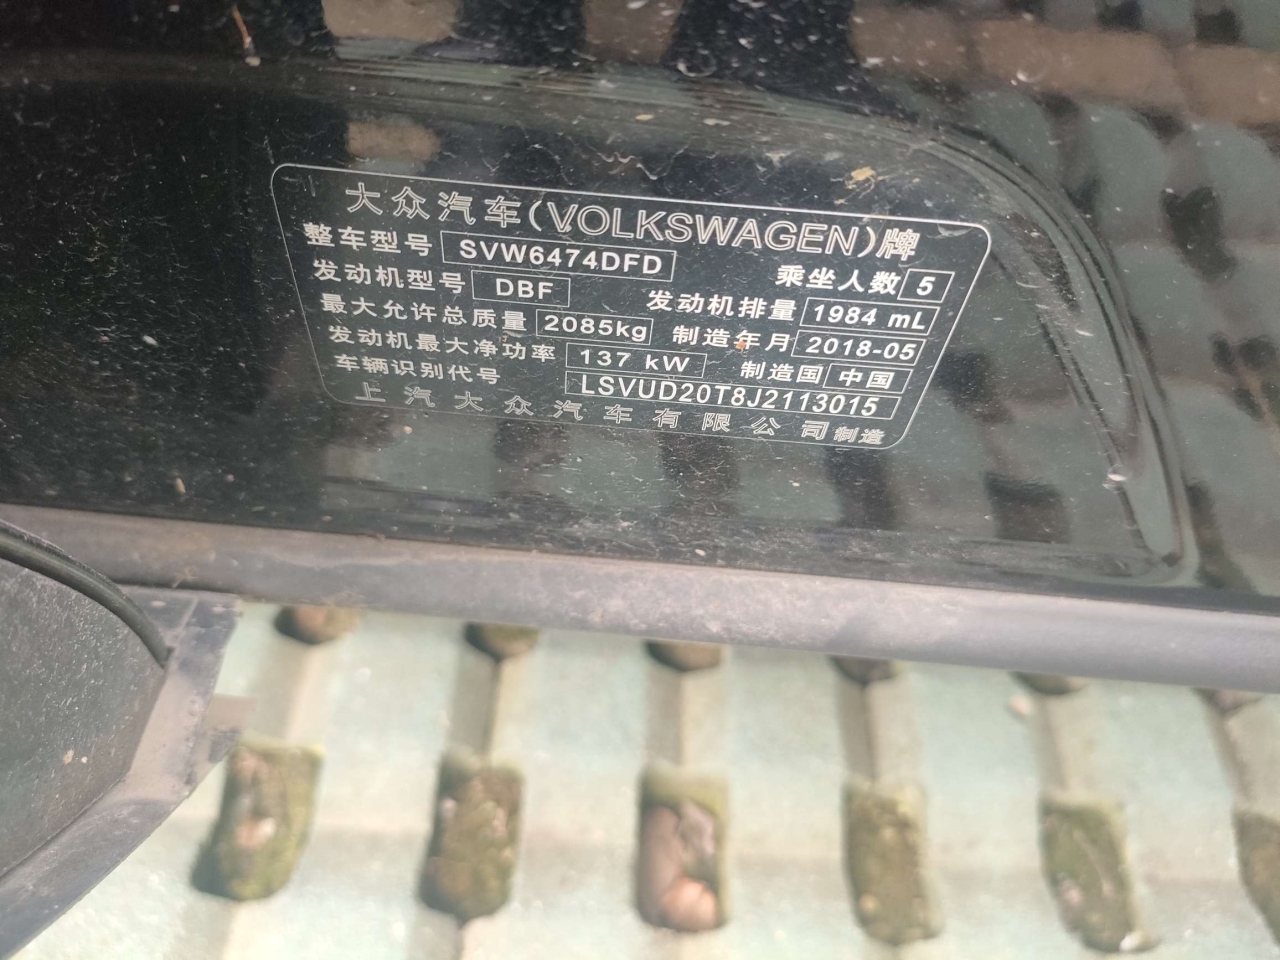 大众汽车(VOLKSWAGEN)牌
整车型号 SVW6474DFD 乘坐人数 5
发动机型号 DBF 发动机排量 1984 mL
最大允许总质量 2085kg 制造年月 2018-05
发动机最大净功率 137 kW 制造国 中国
车辆识别代号 LSVUD20T8J2113015
上汽大众汽车有限公司制造